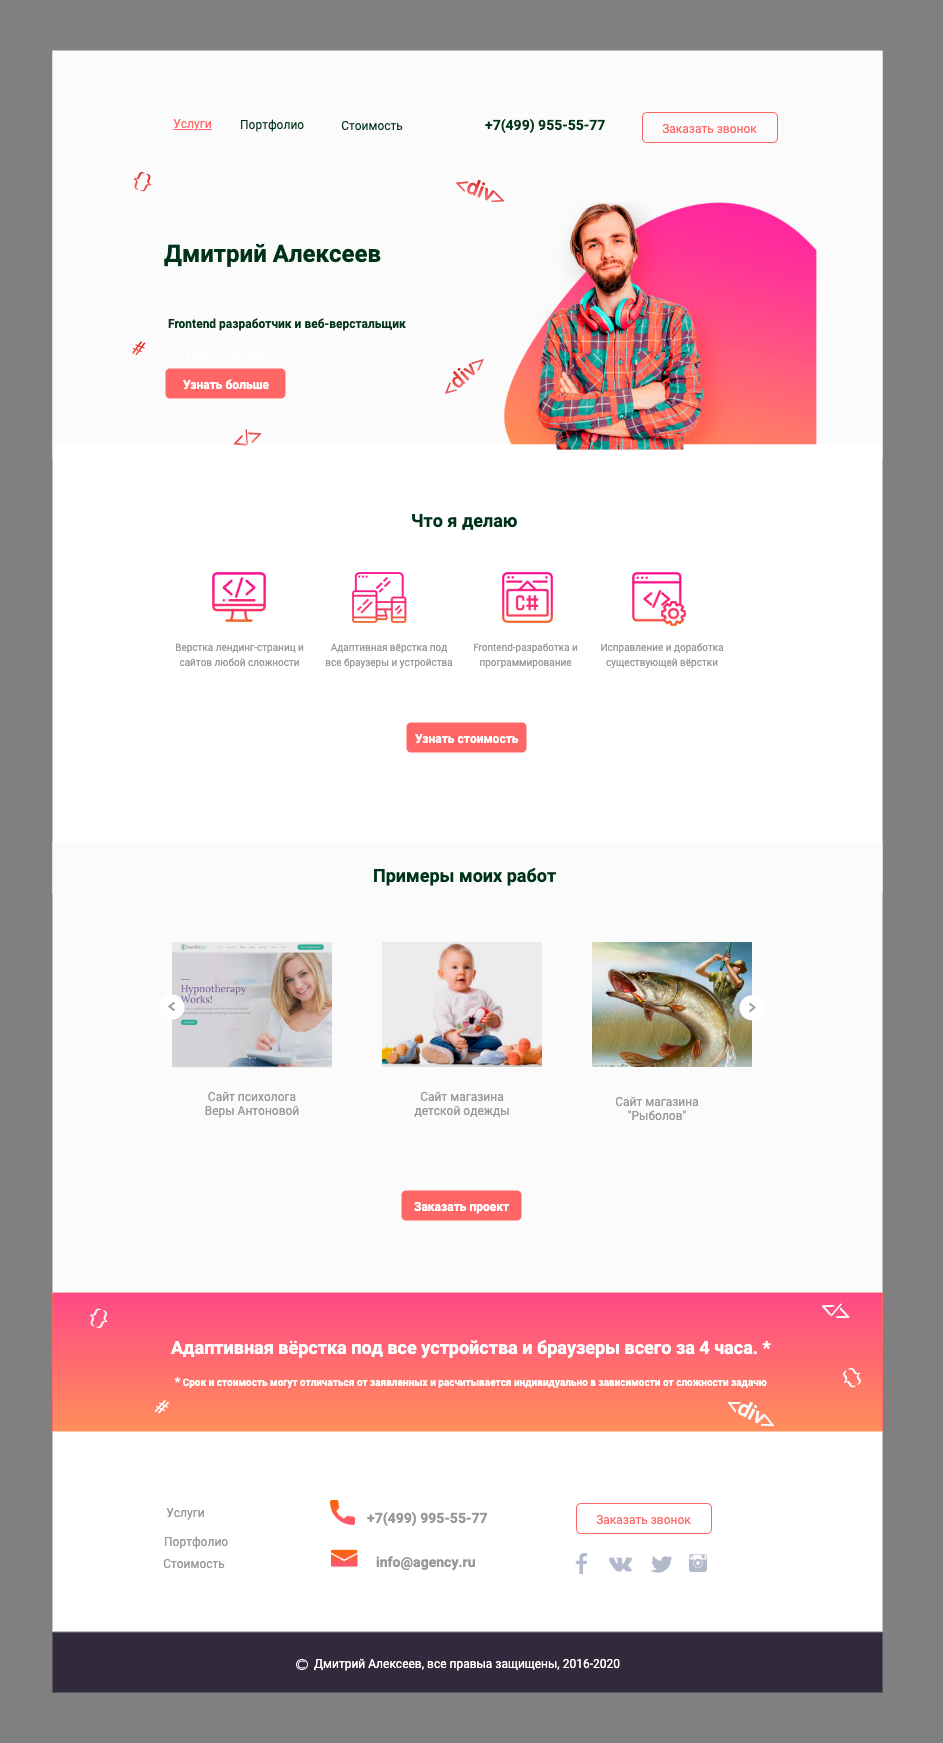 Услуги
Портфолио
Стоимость
+7(499) 955-55-77
Заказать звонок
{}
<div>
Дмитрий Алексеев
Frontend разработчик и веб-верстальщик
#
Узнать больше
Узнать больше
<div>
</>
Что я делаю
</>
C#
</>
Верстка лендинг-страниц и
сайтов любой сложности
Адаптивная вёрстка под
все браузеры и устройства
Frontend-разработка и
программирование
Исправление и доработка
существующей вёрстки
Узнать стоимость
Примеры моих работ
Hypnotherapy
Works!
<
>
Сайт психолога
Веры Антоновой
Сайт магазина
детской одежды
Сайт магазина
"Рыболов"
Заказать проект
{}
</>
Адаптивная вёрстка под все устройства и браузеры всего за 4 часа. *
* Срок и стоимость могут отличаться от заявленных и расчитывается индивидуально в зависимости от сложности задачю
{}
#
<div>
Услуги
Портфолио
Стоимость
+7(499) 995-55-77
info@agency.ru
Заказать звонок
© Дмитрий Алексеев, все правыа защищены, 2016-2020